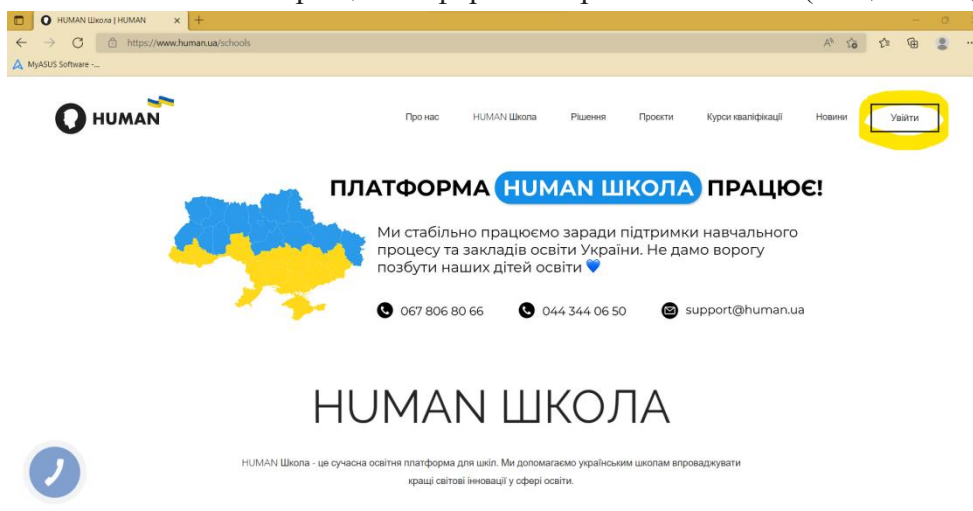 HUMAN Школа | HUMAN
https://www.human.ua/schools
MyASUS Software -...
HUMAN
Про нас HUMAN Школа Рішення Проєкти Курси кваліфікації Новини Увійти
ПЛАТФОРМА HUMAN ШКОЛА ПРАЦЮЄ!
Ми стабільно працюємо заради підтримки навчального
процесу та закладів освіти України. Не дамо ворогу
позбути наших дітей освіти 💙
067 806 80 66 044 344 06 50 support@human.ua
HUMAN ШКОЛА
HUMAN Школа - це сучасна освітня платформа для шкіл. Ми допомагаємо українським школам впроваджувати
кращі світові інновації у сфері освіти.